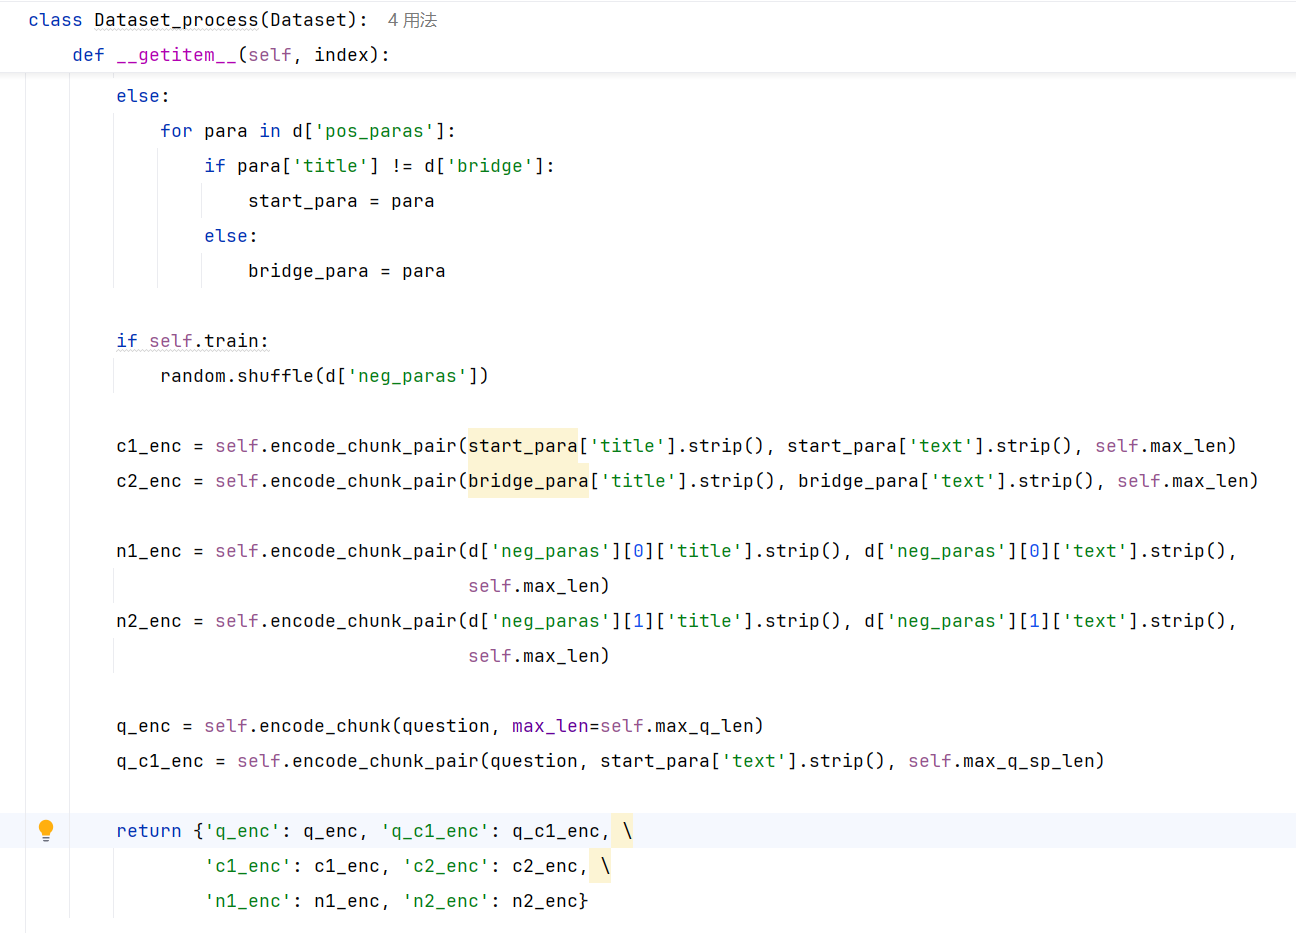 class Dataset_process(Dataset):  4 用法
    def __getitem__(self, index):
        else:
            for para in d['pos_paras']:
                if para['title'] != d['bridge']:
                    start_para = para
                else:
                    bridge_para = para

        if self.train:
            random.shuffle(d['neg_paras'])

        c1_enc = self.encode_chunk_pair(start_para['title'].strip(), start_para['text'].strip(), self.max_len)
        c2_enc = self.encode_chunk_pair(bridge_para['title'].strip(), bridge_para['text'].strip(), self.max_len)

        n1_enc = self.encode_chunk_pair(d['neg_paras'][0]['title'].strip(), d['neg_paras'][0]['text'].strip(),
                                        self.max_len)
        n2_enc = self.encode_chunk_pair(d['neg_paras'][1]['title'].strip(), d['neg_paras'][1]['text'].strip(),
                                        self.max_len)

        q_enc = self.encode_chunk(question, max_len=self.max_q_len)
        q_c1_enc = self.encode_chunk_pair(question, start_para['text'].strip(), self.max_q_sp_len)

        return {'q_enc': q_enc, 'q_c1_enc': q_c1_enc, \
                'c1_enc': c1_enc, 'c2_enc': c2_enc, \
                'n1_enc': n1_enc, 'n2_enc': n2_enc}